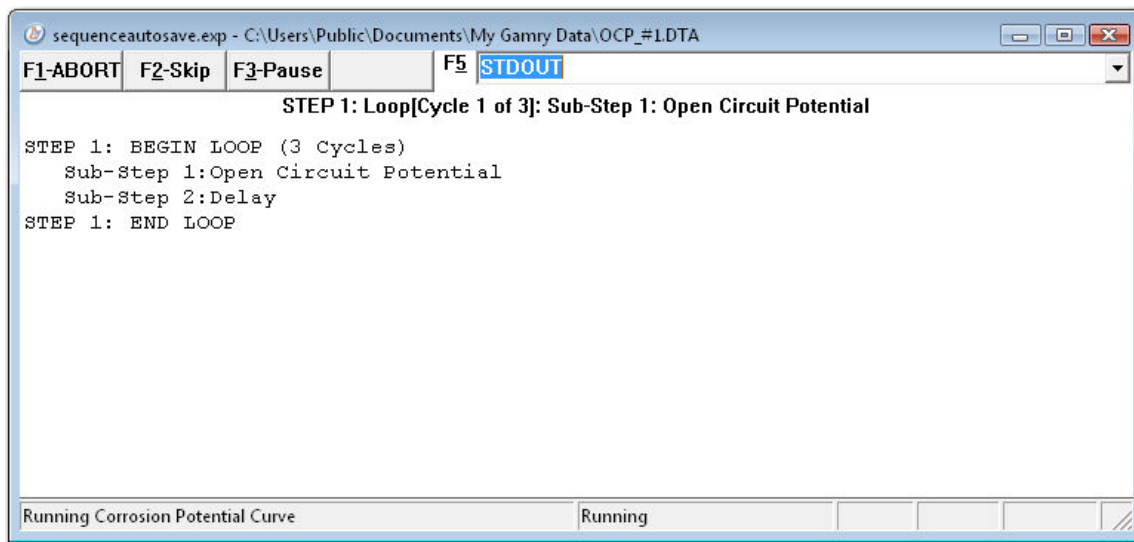 sequenceautosave.exp - C:\Users\Public\Documents\My Gamry Data\OCP_#1.DTA
F1-ABORT F2-Skip F3-Pause F5 STDOUT
STEP 1: Loop[Cycle 1 of 3]: Sub-Step 1: Open Circuit Potential
STEP 1: BEGIN LOOP (3 Cycles)
Sub-Step 1:Open Circuit Potential
Sub-Step 2:Delay
STEP 1: END LOOP
Running Corrosion Potential Curve Running